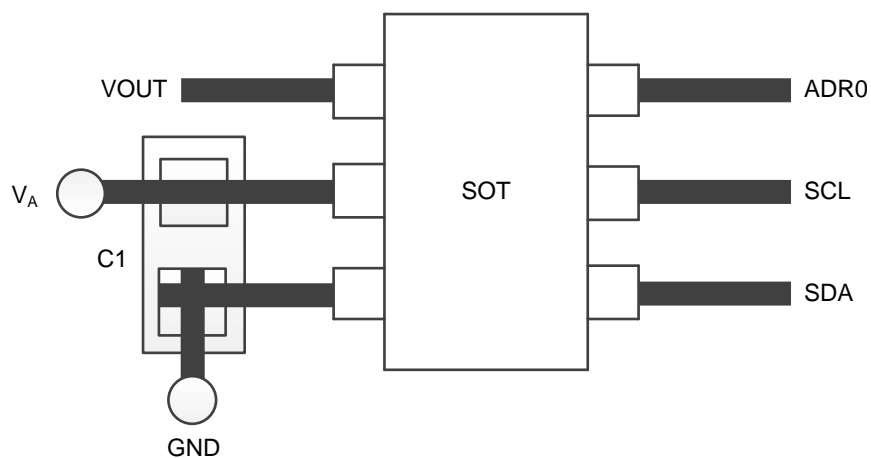 VOUT
ADR0
VA
SOT
SCL
C1
SDA
GND